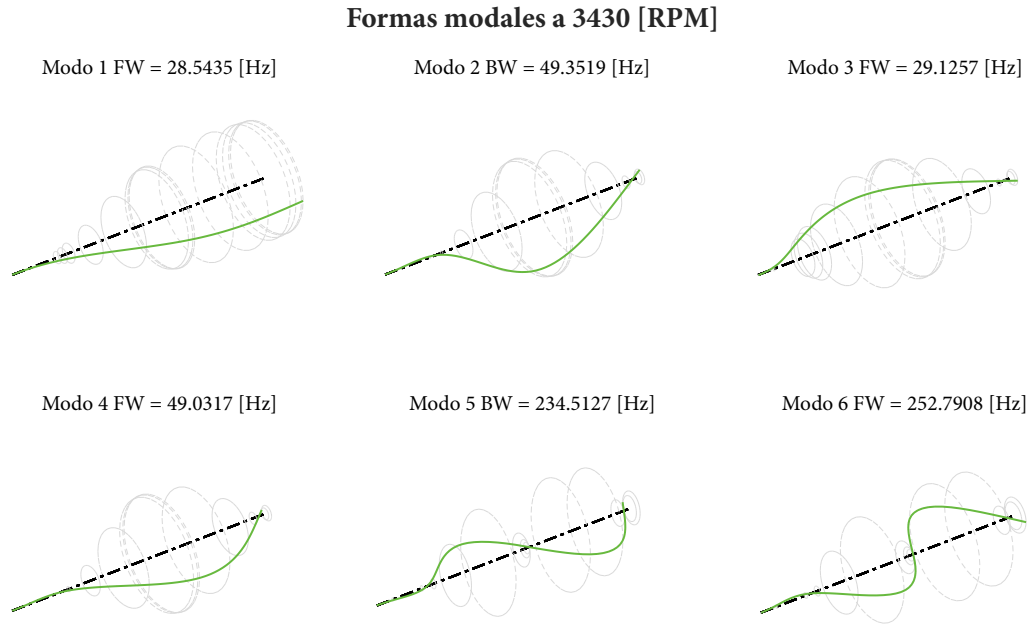 Formas modales a 3430 [RPM]
Modo 1 FW = 28.5435 [Hz]
Modo 2 BW = 49.3519 [Hz]
Modo 3 FW = 29.1257 [Hz]
Modo 4 FW = 49.0317 [Hz]
Modo 5 BW = 234.5127 [Hz]
Modo 6 FW = 252.7908 [Hz]